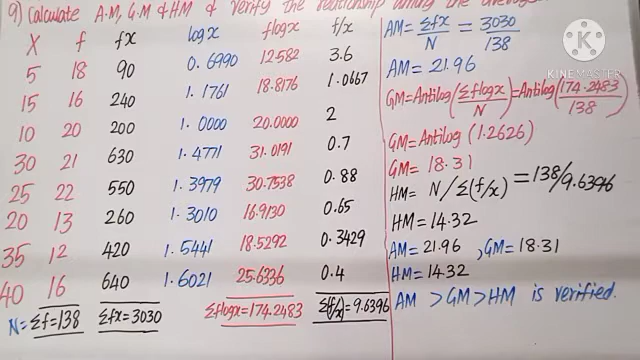 9) Calculate A.M, G.M & HM & Verify the relationship among the averages
X f fx logx flogx f/x
5 18 90 0.6990 12.582 3.6
15 16 240 1.1761 18.8176 1.0667
10 20 200 1.0000 20.0000 2
30 21 630 1.4771 31.0191 0.7
25 22 550 1.3979 30.7538 0.88
20 13 260 1.3010 16.9130 0.65
35 12 420 1.5441 18.5292 0.3429
40 16 640 1.6021 25.6336 0.4
N=Σf=138 Σfx=3030 Σflogx=174.2483 Σ(f/x)=9.6396
AM=Σfx/N=3030/138
AM=21.96
GM=Antilog(Σflogx/N)=Antilog(174.2483/138)
GM=Antilog(1.2626)
GM=18.31
HM=N/Σ(f/x)=138/9.6396
HM=14.32
AM=21.96, GM=18.31
HM=14.32
AM >GM>HM is verified.
KINEMASTER